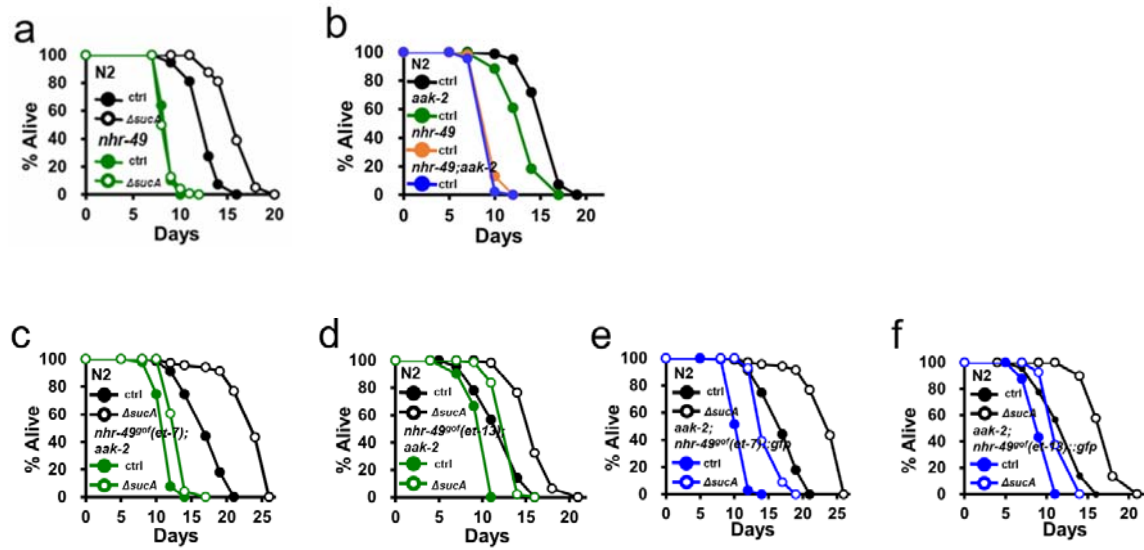 a
100
80
60
40
20
0
% Alive
N2
ctrl
ΔsucA
nhr-49
ctrl
ΔsucA
0 5 10 15 20
Days
b
100
80
60
40
20
0
% Alive
N2
ctrl
aak-2
ctrl
nhr-49
ctrl
nhr-49;aak-2
ctrl
0 5 10 15 20
Days
c
100
80
60
40
20
0
% Alive
N2
ctrl
ΔsucA
nhr-49gof(et-7);
aak-2
ctrl
ΔsucA
0 5 10 15 20 25
Days
d
100
80
60
40
20
0
% Alive
N2
ctrl
ΔsucA
nhr-49gof(et-13);
aak-2
ctrl
ΔsucA
0 5 10 15 20
Days
e
100
80
60
40
20
0
% Alive
N2
ctrl
ΔsucA
aak-2;
nhr-49gof(et-7)::gfp
ctrl
ΔsucA
0 5 10 15 20 25
Days
f
100
80
60
40
20
0
% Alive
N2
ctrl
ΔsucA
aak-2;
nhr-49gof(et-13)::gfp
ctrl
ΔsucA
0 5 10 15 20
Days